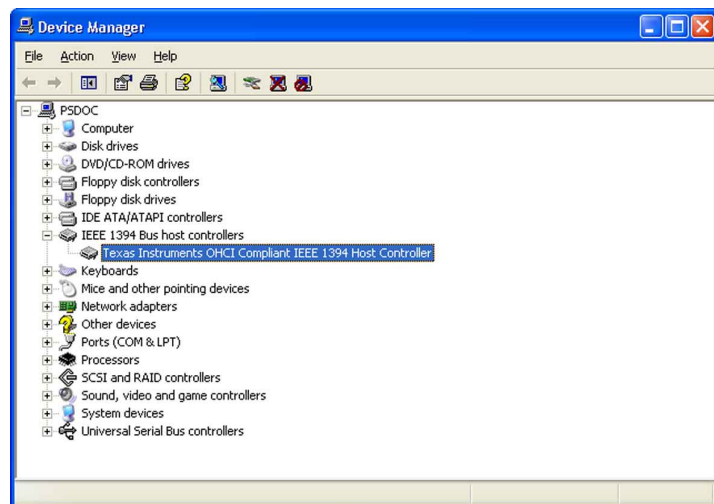 Device Manager
File Action View Help
PSDOC
Computer
Disk drives
DVD/CD-ROM drives
Floppy disk controllers
Floppy disk drives
IDE ATA/ATAPI controllers
IEEE 1394 Bus host controllers
Texas Instruments OHCI Compliant IEEE 1394 Host Controller
Keyboards
Mice and other pointing devices
Network adapters
Other devices
Ports (COM & LPT)
Processors
SCSI and RAID controllers
Sound, video and game controllers
System devices
Universal Serial Bus controllers